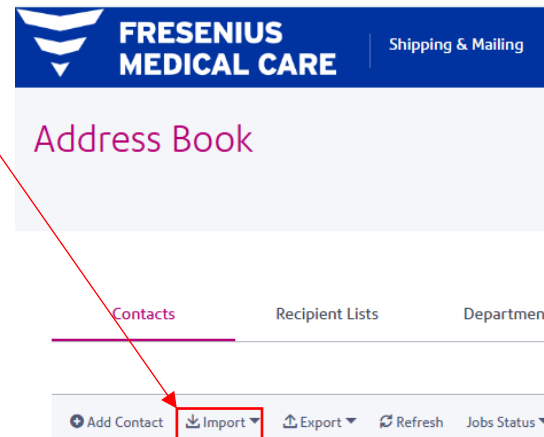 FRESENIUS
MEDICAL CARE
Shipping & Mailing
Address Book
Contacts Recipient Lists Departmen
Add Contact Import Export Refresh Jobs Status